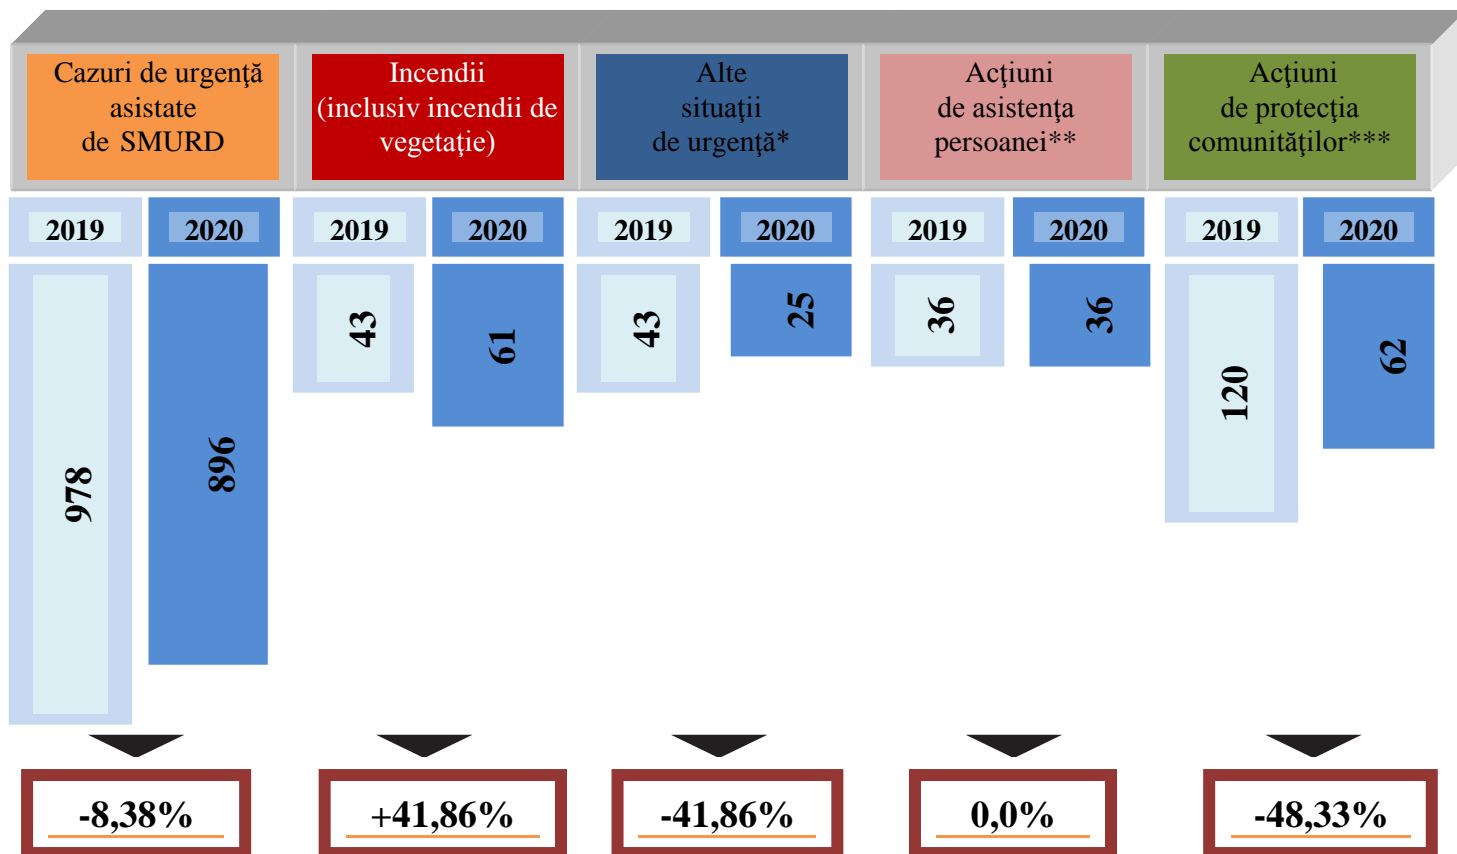 Cazuri de urgenţă
asistate
de SMURD
Incendii
(inclusiv incendii de
vegetaţie)
Alte
situaţii
de urgenţă*
Acţiuni
de asistenţa
persoanei**
Acţiuni
de protecţia
comunităţilor***
2019
2020
2019
2020
2019
2020
2019
2020
2019
2020
978
896
43
61
43
25
36
36
120
62
-8,38%
+41,86%
-41,86%
0,0%
-48,33%